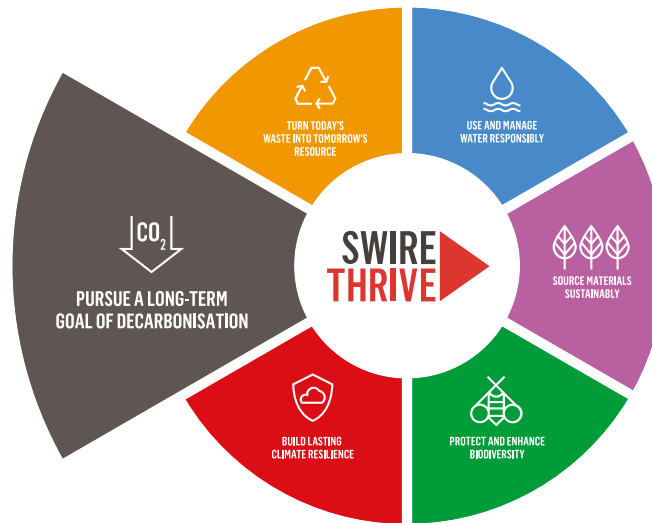 TURN TODAY'S
WASTE INTO TOMORROW'S
RESOURCE
USE AND MANAGE
WATER RESPONSIBLY
CO₂
PURSUE A LONG-TERM
GOAL OF DECARBONISATION
SWIRE
THRIVE
SOURCE MATERIALS
SUSTAINABLY
BUILD LASTING
CLIMATE RESILIENCE
PROTECT AND ENHANCE
BIODIVERSITY